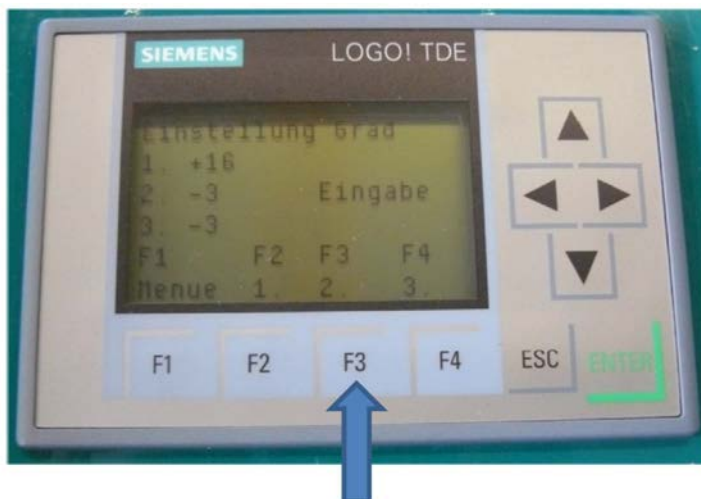 SIEMENS LOGO! TDE
Einstellung Grad
1. +16
2. -3 Eingabe
3. -3
F1 F2 F3 F4
Menue 1. 2. 3.
F1 F2 F3 F4 ESC ENTER